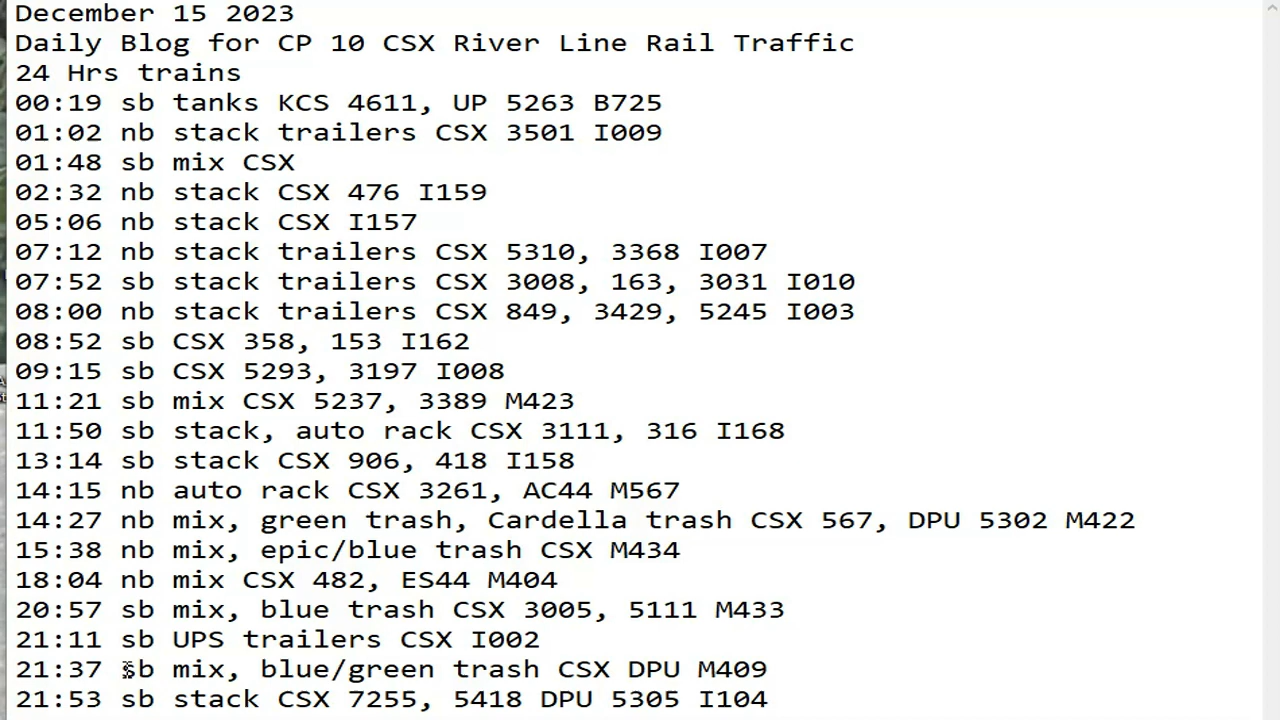 December 15 2023
Daily Blog for CP 10 CSX River Line Rail Traffic
24 Hrs trains
00:19 sb tanks KCS 4611, UP 5263 B725
01:02 nb stack trailers CSX 3501 I009
01:48 sb mix CSX
02:32 nb stack CSX 476 I159
05:06 nb stack CSX I157
07:12 nb stack trailers CSX 5310, 3368 I007
07:52 sb stack trailers CSX 3008, 163, 3031 I010
08:00 nb stack trailers CSX 849, 3429, 5245 I003
08:52 sb CSX 358, 153 I162
09:15 sb CSX 5293, 3197 I008
11:21 sb mix CSX 5237, 3389 M423
11:50 sb stack, auto rack CSX 3111, 316 I168
13:14 sb stack CSX 906, 418 I158
14:15 nb auto rack CSX 3261, AC44 M567
14:27 nb mix, green trash, Cardella trash CSX 567, DPU 5302 M422
15:38 nb mix, epic/blue trash CSX M434
18:04 nb mix CSX 482, ES44 M404
20:57 sb mix, blue trash CSX 3005, 5111 M433
21:11 sb UPS trailers CSX I002
21:37 sb mix, blue/green trash CSX DPU M409
21:53 sb stack CSX 7255, 5418 DPU 5305 I104